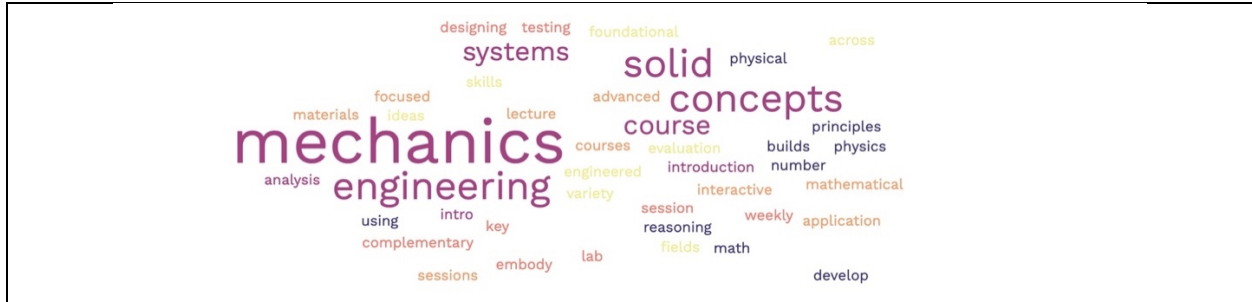 designing testing foundational
across
systems solid physical
skills
focused advanced concepts
materials ideas lecture
mechanics course principles
courses evaluation builds physics
engineered introduction number
analysis engineering variety interactive mathematical
using intro key session weekly application
reasoning
complementary fields math
embody lab
sessions develop